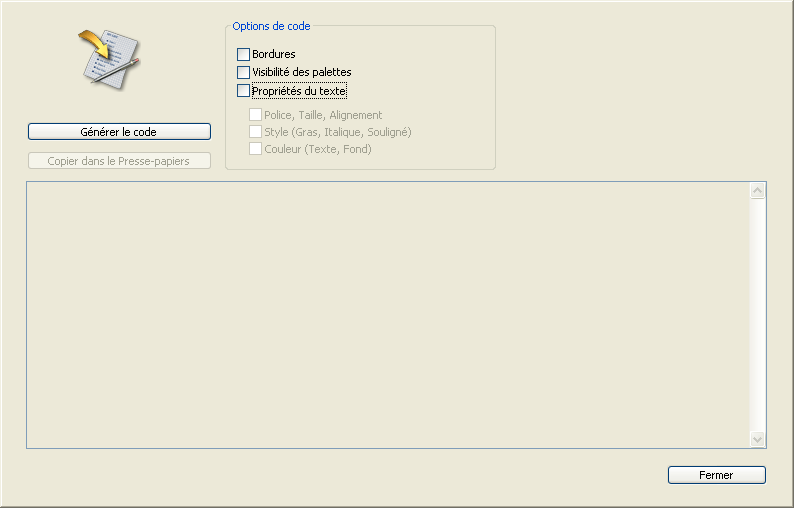 Options de code
Bordures
Visibilité des palettes
Propriétés du texte
Police, Taille, Alignement
Style (Gras, Italique, Souligné)
Couleur (Texte, Fond)
Générer le code
Copier dans le Presse-papiers
Fermer